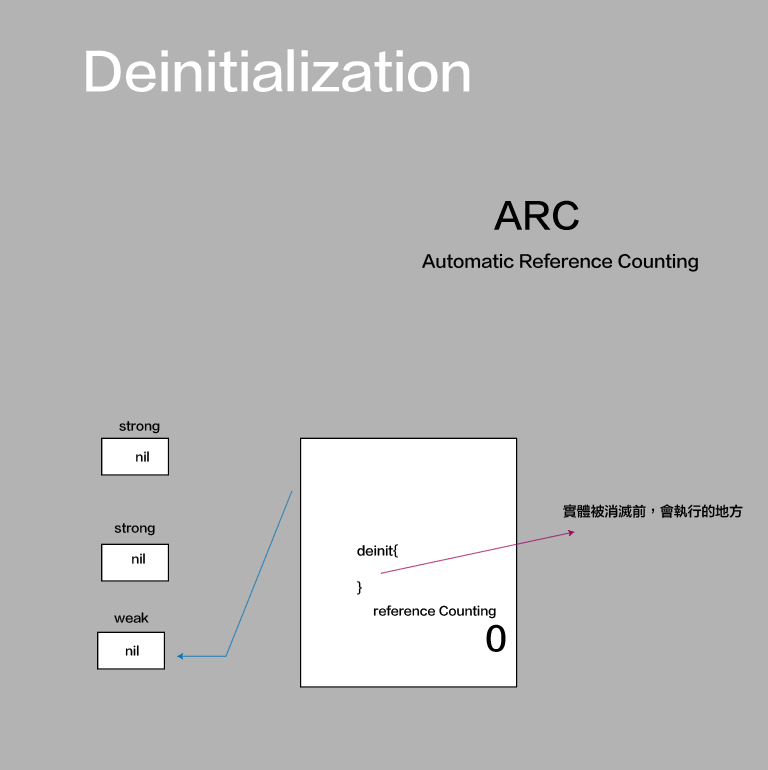 Deinitialization
ARC
Automatic Reference Counting
strong
nil
strong
nil
weak
nil
deinit{
}
reference Counting
0
實體被消滅前，會執行的地方